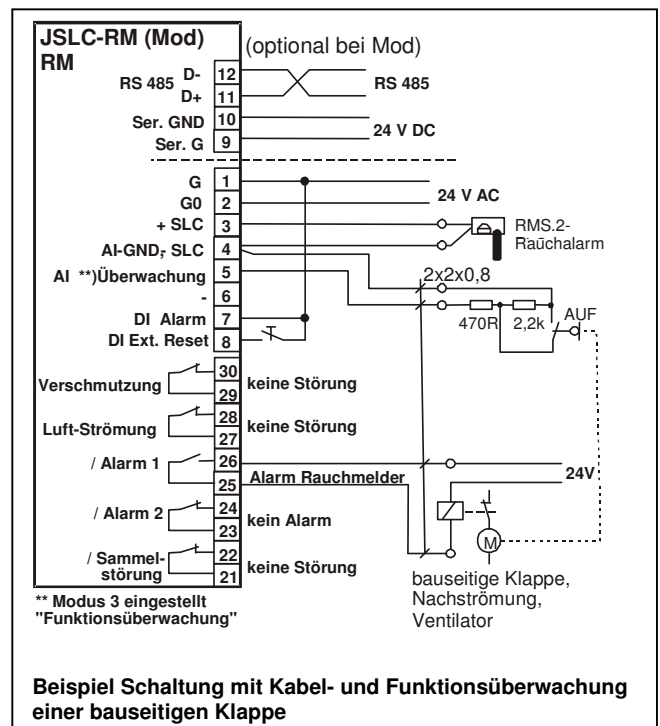 JSLC-RM (Mod)
RM
(optional bei Mod)
RS 485 D- 12 RS 485
D+ 11
Ser. GND 10 24 V DC
Ser. G 9
G 1
G0 2 24 V AC
+ SLC 3 RMS.2-
Rauchalarm
AI-GND,- SLC 4
AI **)Überwachung 5 2x2x0,8
- 6 470R 2,2k AUF
DI Alarm 7
DI Ext. Reset 8
Verschmutzung 30 keine Störung
29
Luft-Strömung 28 keine Störung
27
/ Alarm 1 26 24V
25 Alarm Rauchmelder
/ Alarm 2 24 kein Alarm
23
/ Sammel-
störung 22 keine Störung
21
M
bauseitige Klappe,
Nachströmung,
Ventilator
** Modus 3 eingestellt
"Funktionsüberwachung"
Beispiel Schaltung mit Kabel- und Funktionsüberwachung
einer bauseitigen Klappe